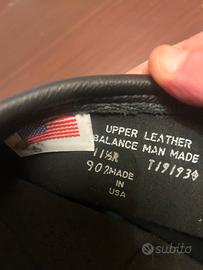 UPPER LEATHER
BALANCE MAN MADE
11½R T19193
902 MADE
IN
USA
subito